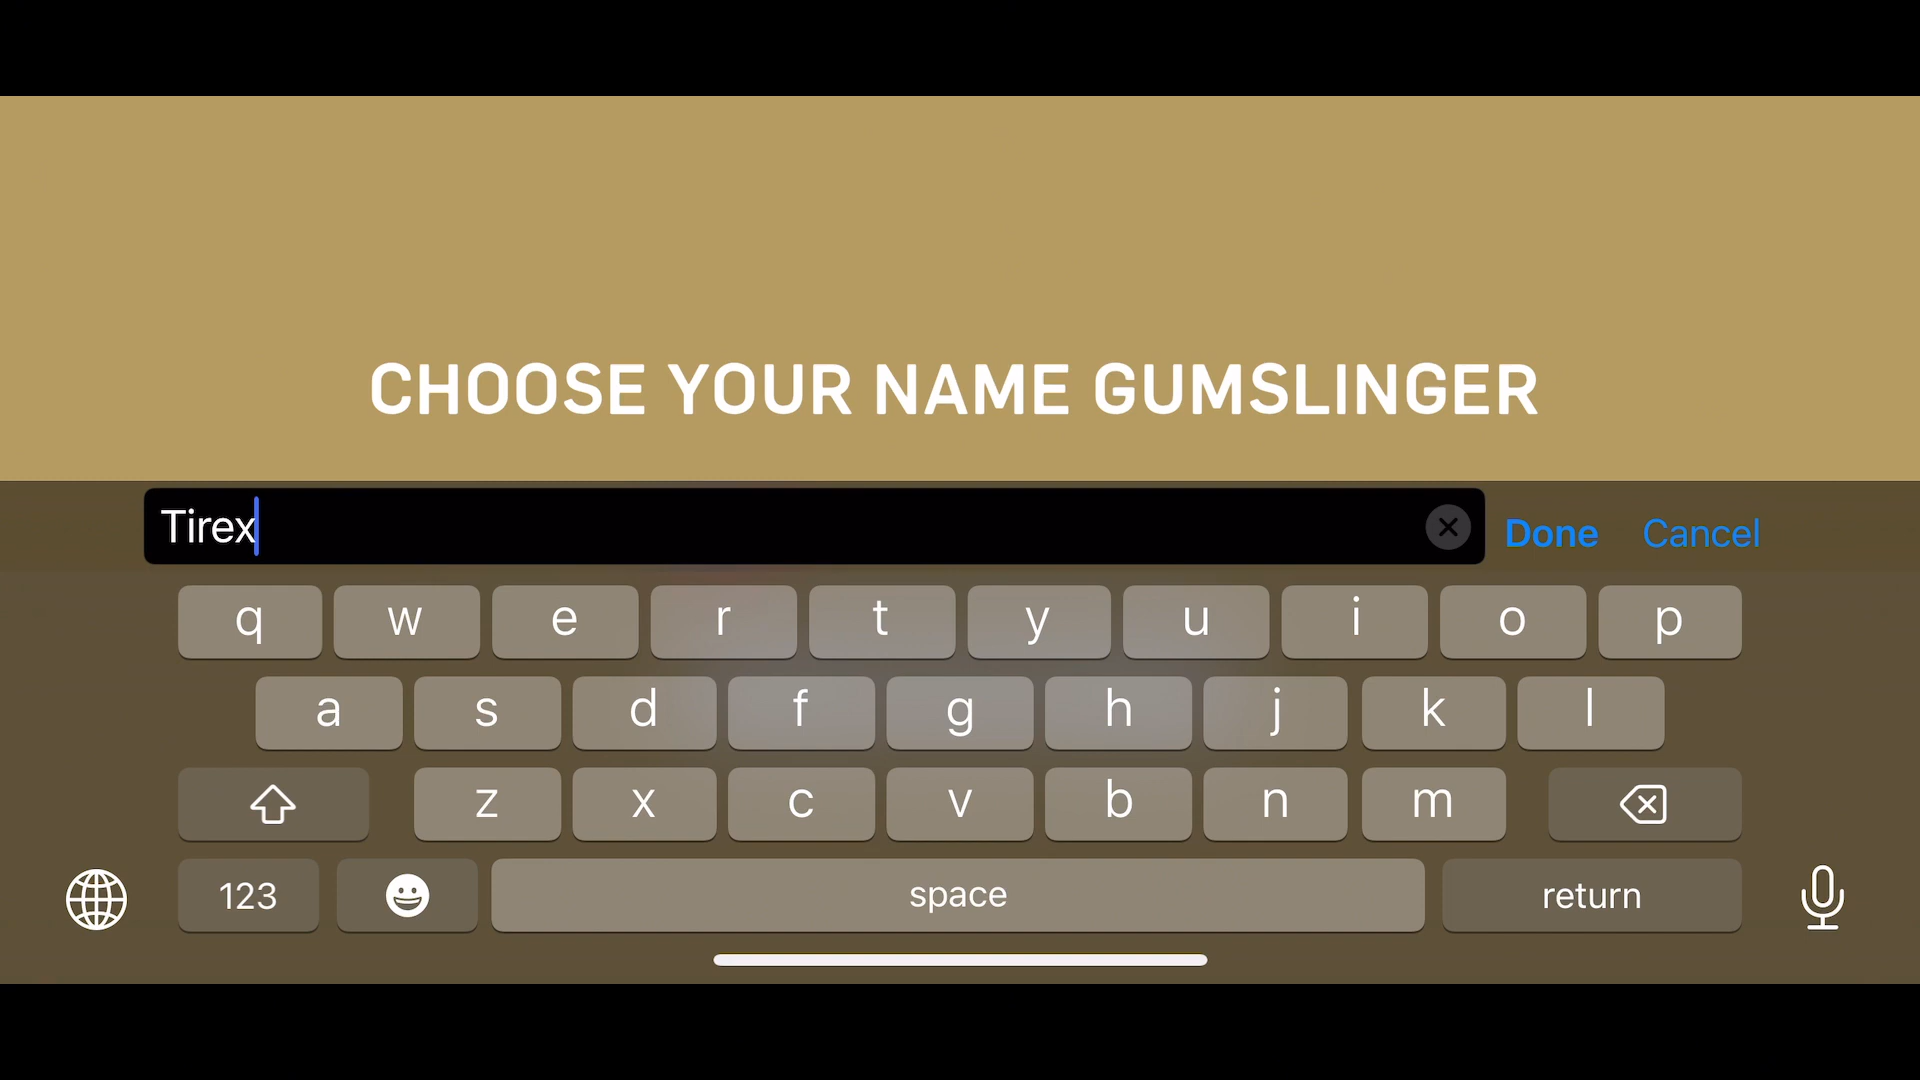 CHOOSE YOUR NAME GUMSLINGER
Tirex
Done Cancel
q w e r t y u i o p
a s d f g h j k l
z x c v b n m
123 space return